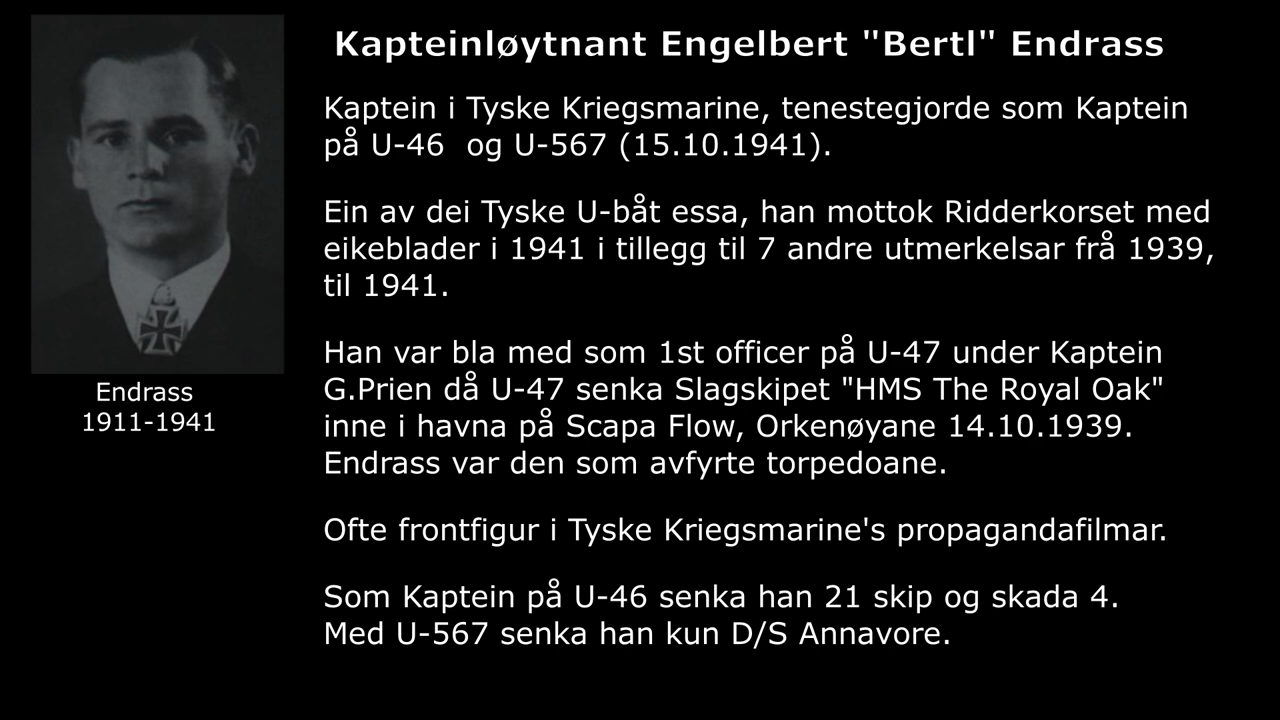 Kapteinløytnant Engelbert "Bertl" Endrass
Kaptein i Tyske Kriegsmarine, tenestegjorde som Kaptein
på U-46 og U-567 (15.10.1941).
Ein av dei Tyske U-båt essa, han mottok Ridderkorset med
eikeblader i 1941 i tillegg til 7 andre utmerkelsar frå 1939,
til 1941.
Han var bla med som 1st officer på U-47 under Kaptein
G.Prien då U-47 senka Slagskipet "HMS The Royal Oak"
inne i havna på Scapa Flow, Orkenøyane 14.10.1939.
Endrass var den som avfyrte torpedoane.
Ofte frontfigur i Tyske Kriegsmarine's propagandafilmar.
Som Kaptein på U-46 senka han 21 skip og skada 4.
Med U-567 senka han kun D/S Annavore.
Endrass
1911-1941